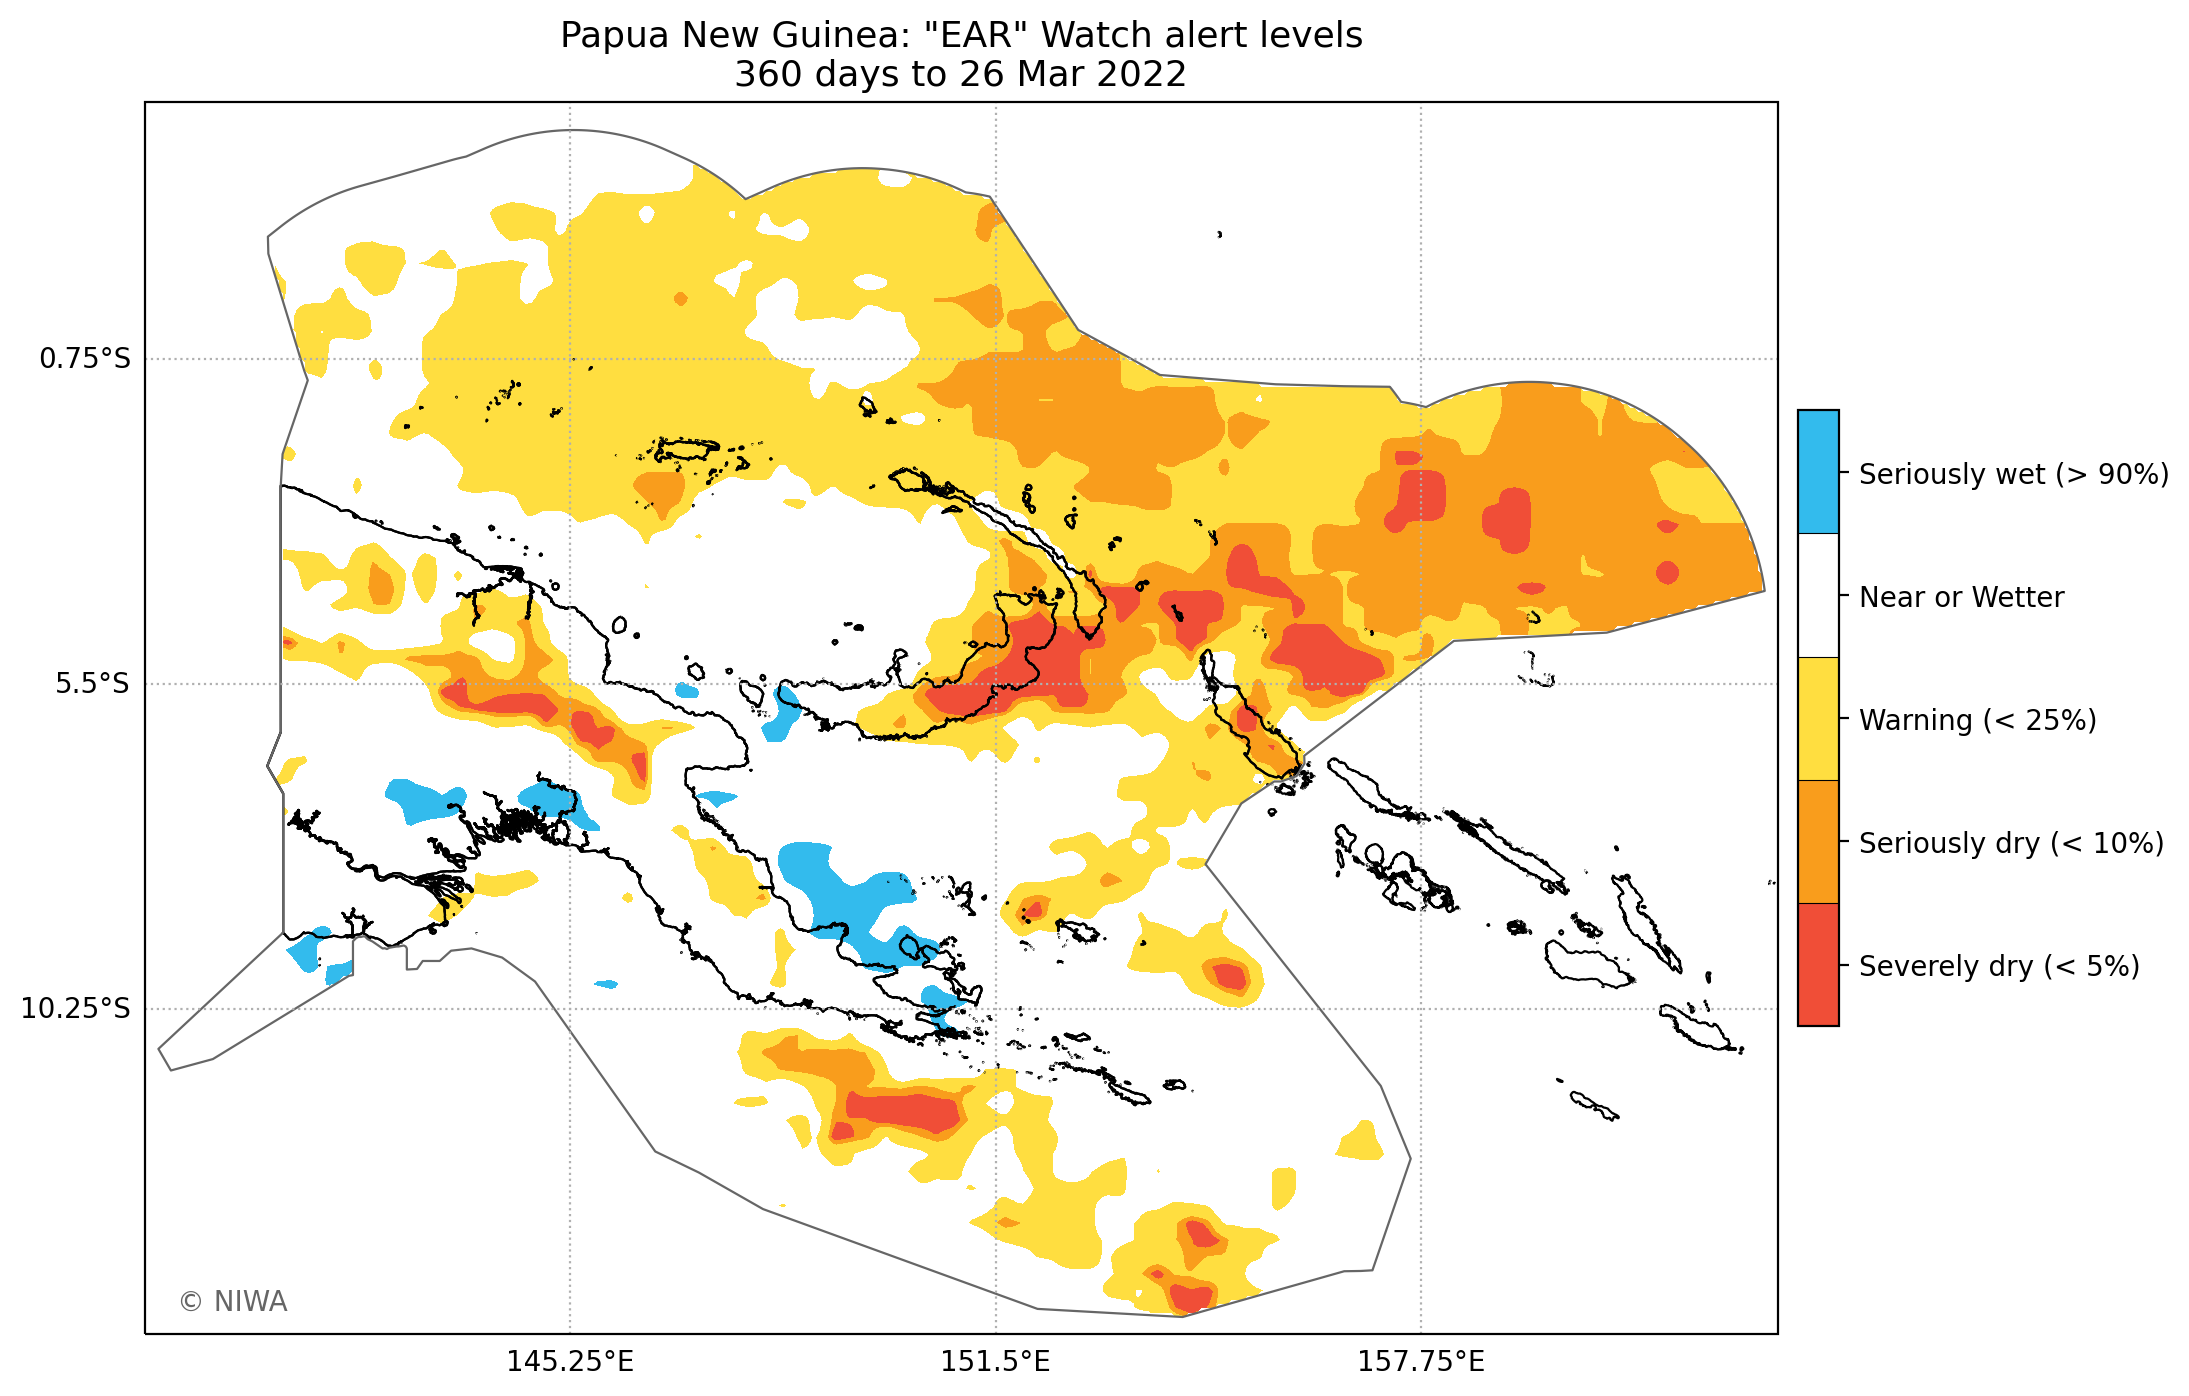 Papua New Guinea: "EAR" Watch alert levels
360 days to 26 Mar 2022
0.75°S
5.5°S
10.25°S
145.25°E
151.5°E
157.75°E
Seriously wet (> 90%)
Near or Wetter
Warning (< 25%)
Seriously dry (< 10%)
Severely dry (< 5%)
© NIWA